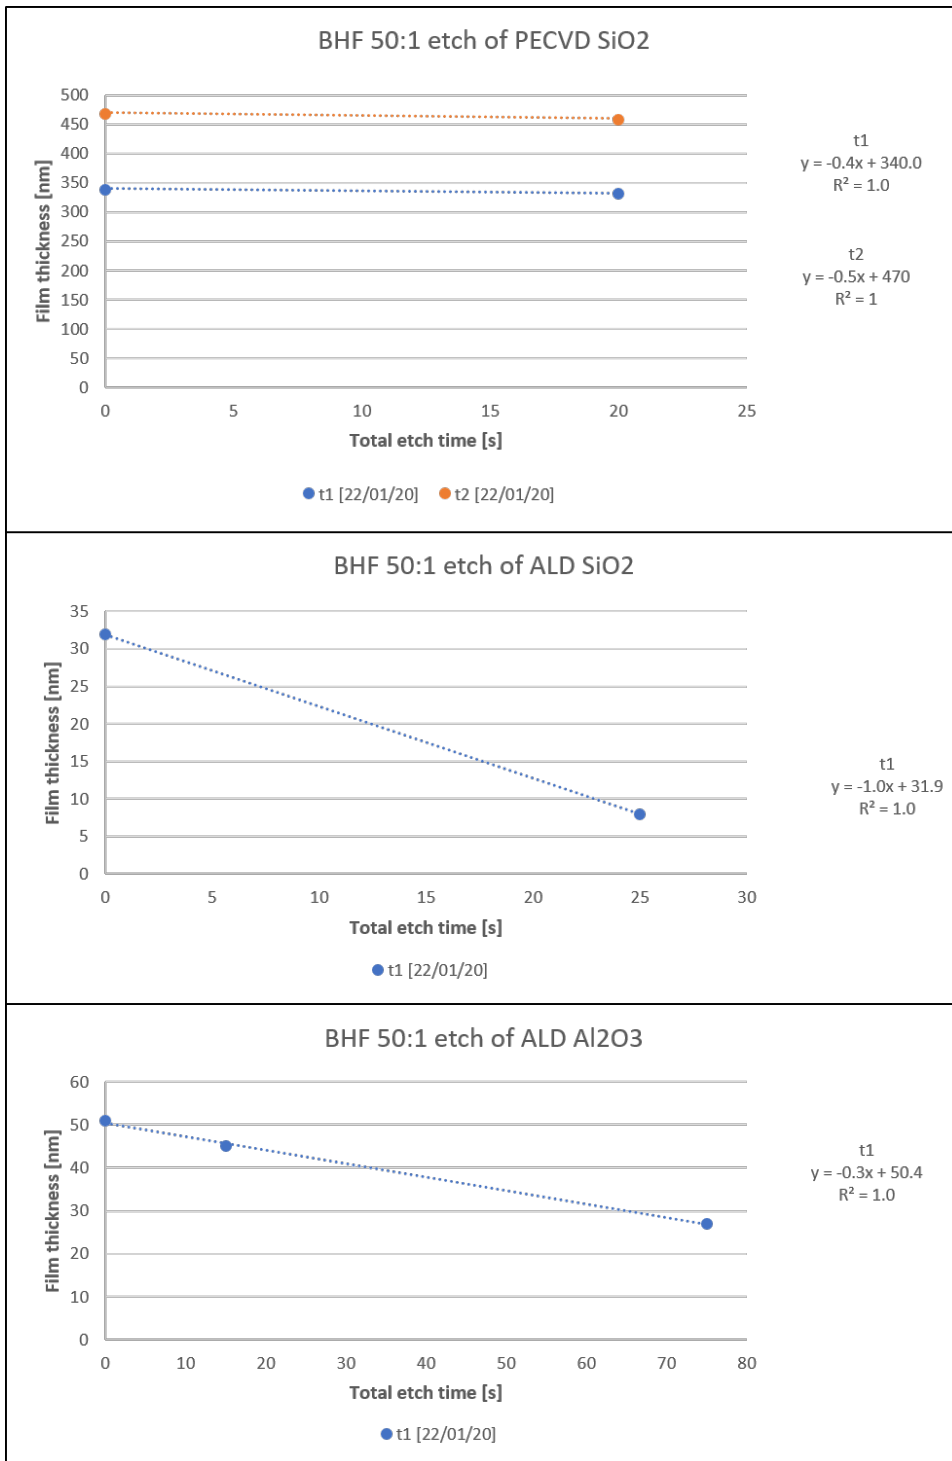 BHF 50:1 etch of PECVD SiO2
Film thickness [nm]
500
450
400
350
300
250
200
150
100
50
0
0 5 10 15 20 25
Total etch time [s]
t1
y = -0.4x + 340.0
R² = 1.0
t2
y = -0.5x + 470
R² = 1
t1 [22/01/20] t2 [22/01/20]
BHF 50:1 etch of ALD SiO2
Film thickness [nm]
35
30
25
20
15
10
5
0
0 5 10 15 20 25 30
Total etch time [s]
t1
y = -1.0x + 31.9
R² = 1.0
t1 [22/01/20]
BHF 50:1 etch of ALD Al2O3
Film thickness [nm]
60
50
40
30
20
10
0
0 10 20 30 40 50 60 70 80
Total etch time [s]
t1
y = -0.3x + 50.4
R² = 1.0
t1 [22/01/20]